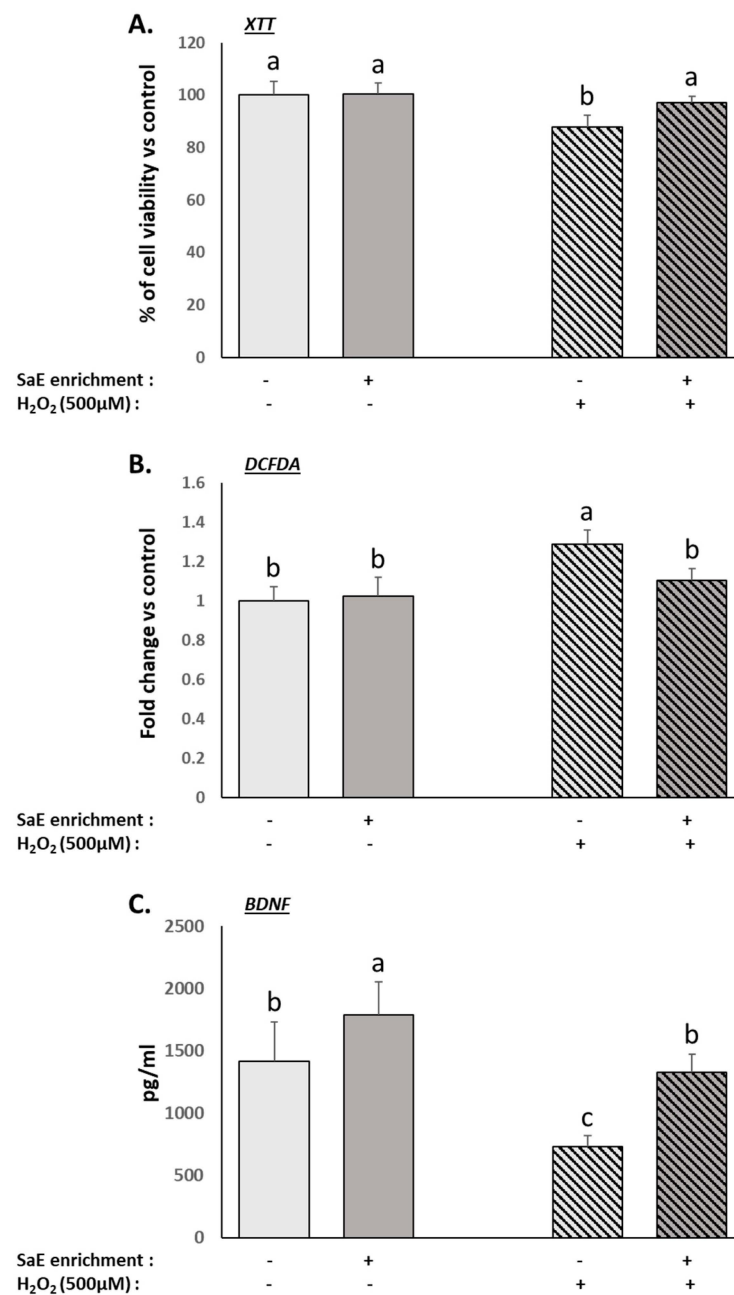 A. XTT
% of cell viability vs control
120
100
80
60
40
20
0
a a b a
SaE enrichment : - + - +
H₂O₂ (500µM) : - - + +
B. DCFDA
Fold change vs control
1.6
1.4
1.2
1
0.8
0.6
0.4
0.2
0
b b a b
SaE enrichment : - + - +
H₂O₂ (500µM) : - - + +
C. BDNF
pg/ml
2500
2000
1500
1000
500
0
b a c b
SaE enrichment : - + - +
H₂O₂ (500µM) : - - + +